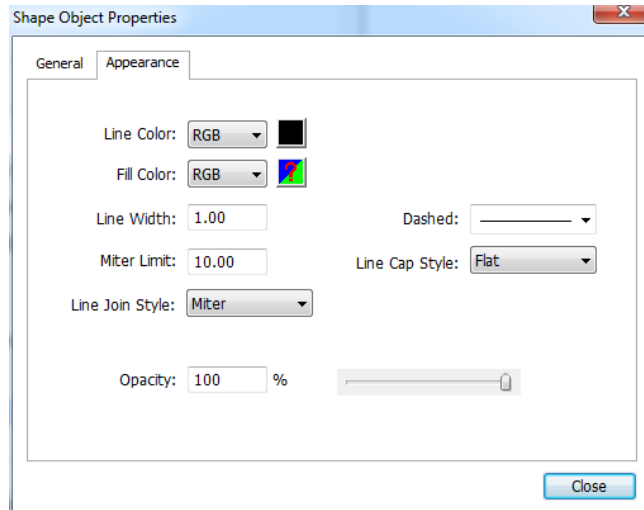 Shape Object Properties
General Appearance
Line Color: RGB
Fill Color: RGB ?
Line Width: 1.00 Dashed:
Miter Limit: 10.00 Line Cap Style: Flat
Line Join Style: Miter
Opacity: 100 %
Close